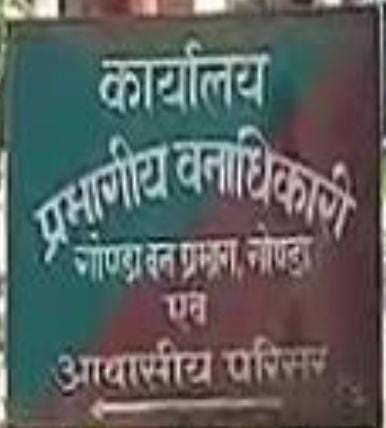 कार्यालय
प्रभागीय वनाधिकारी
गोण्डा वन प्रभाग, गोण्डा
एवं
आवासीय परिसर